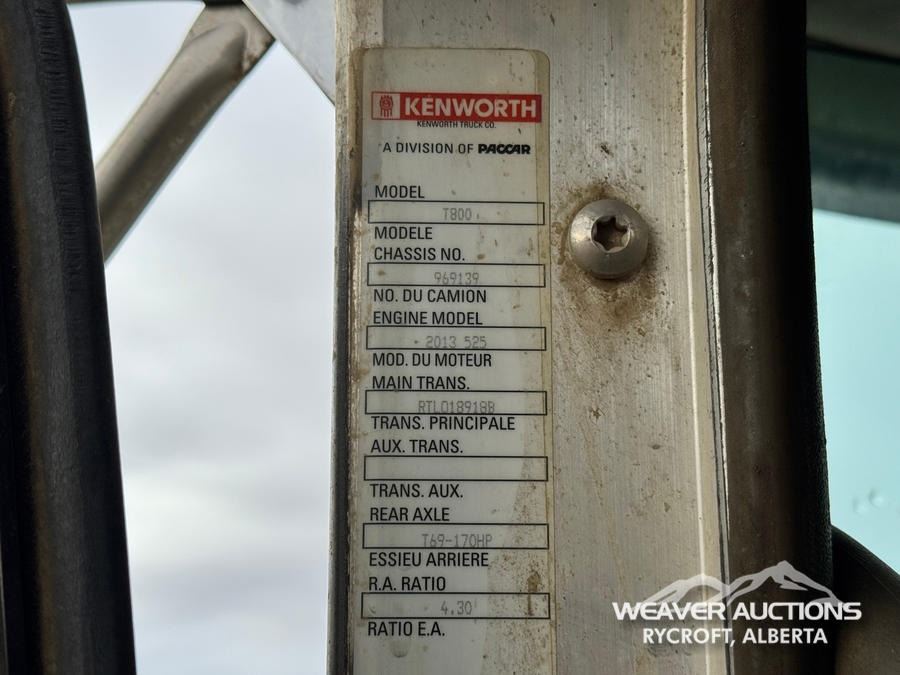 KENWORTH
KENWORTH TRUCK CO.
A DIVISION OF PACCAR
MODEL
T800
MODELE
CHASSIS NO.
969139
NO. DU CAMION
ENGINE MODEL
2013 525
MOD. DU MOTEUR
MAIN TRANS.
RTLO18918B
TRANS. PRINCIPALE
AUX. TRANS.
TRANS. AUX.
REAR AXLE
T69-170HP
ESSIEU ARRIERE
R.A. RATIO
4.30
RATIO E.A.
WEAVER AUCTIONS
RYCROFT, ALBERTA